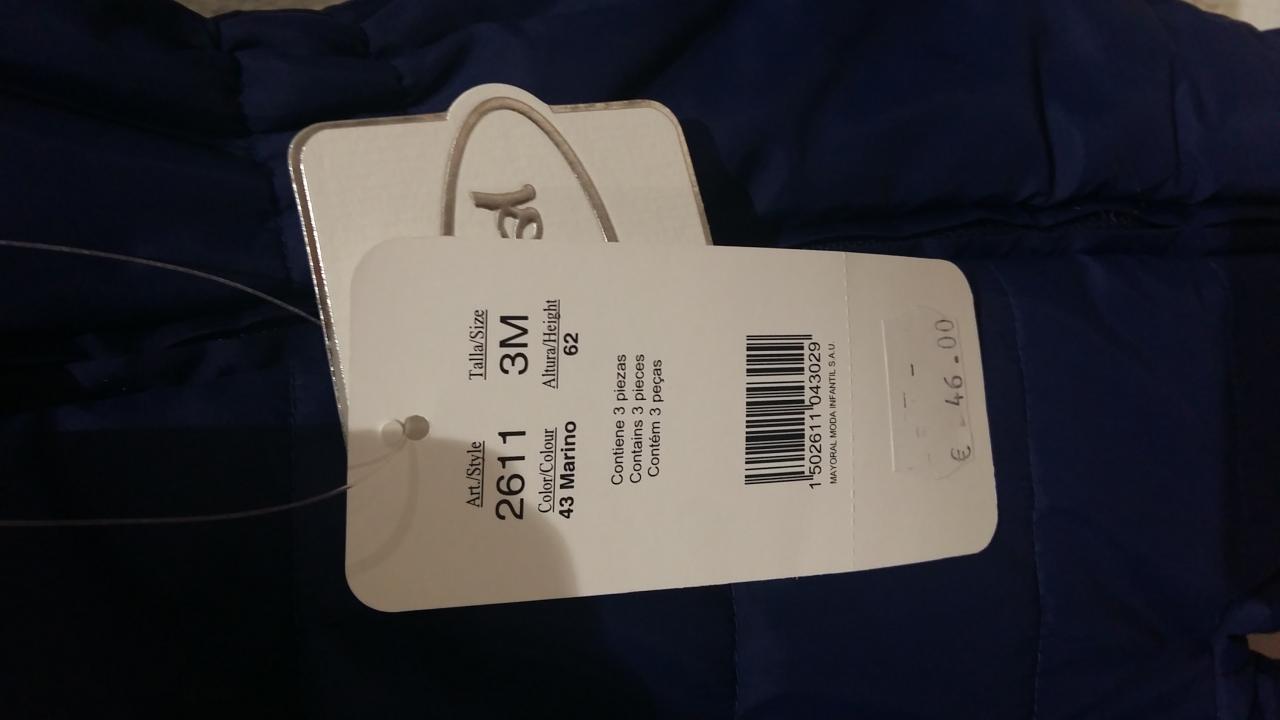 al
Art./Style
Talla/Size
2611
3M
Color/Colour
Altura/Height
43 Marino
62
Contiene 3 piezas
Contains 3 pieces
Contém 3 peças
1 502611 043029
MAYORAL MODA INFANTIL S.A.U.
€ 46.00